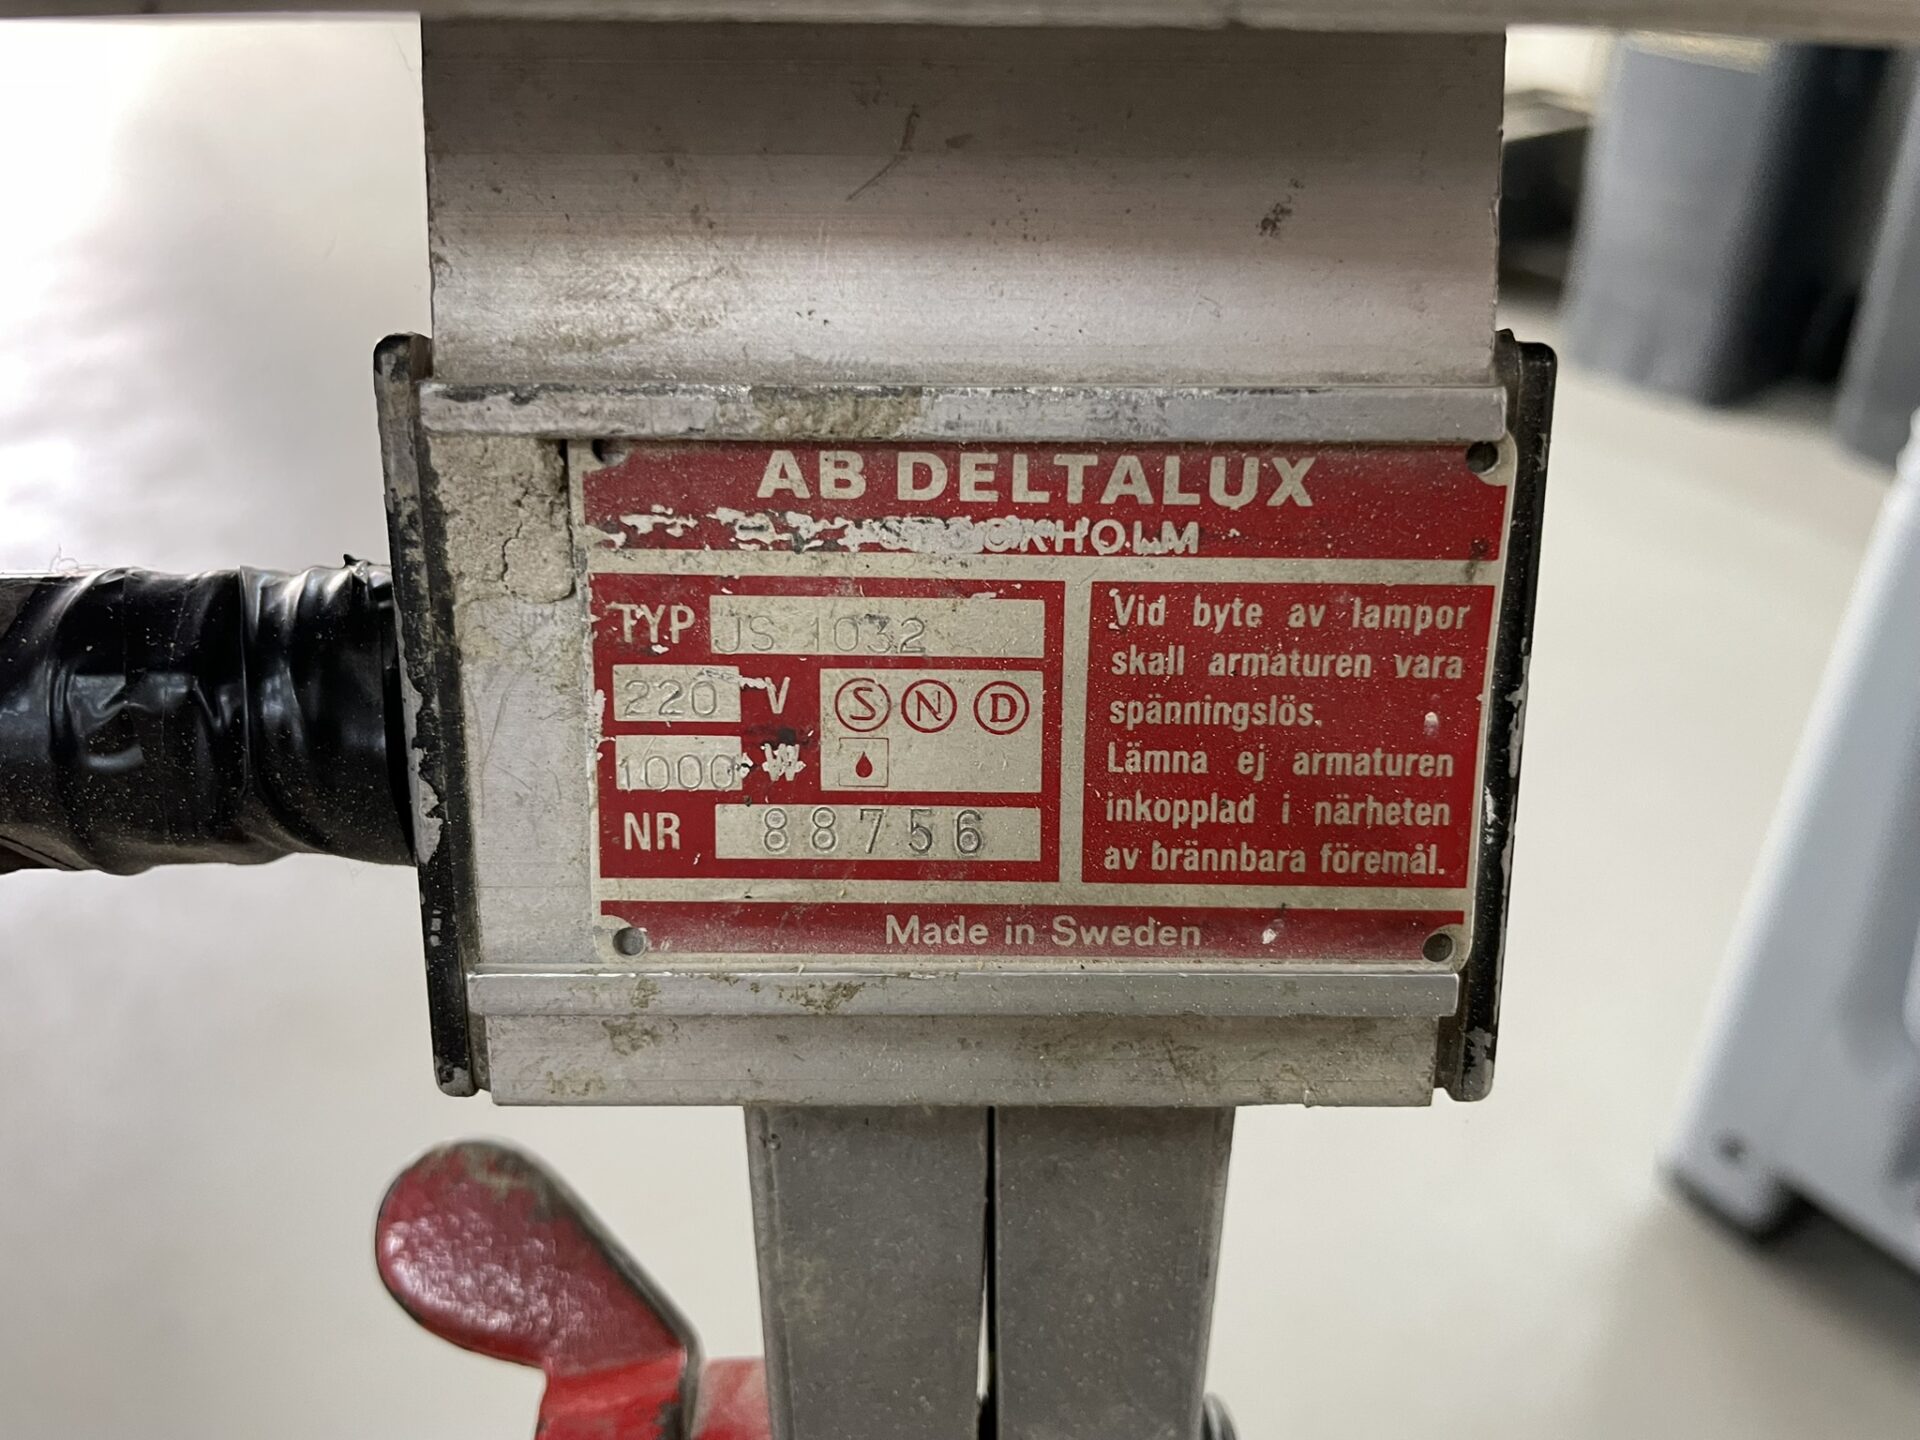 AB DELTALUX
STOCKHOLM
TYP JS 1032
220 V
S N D
1000 W
NR 88756
Vid byte av lampor
skall armaturen vara
spänningslös.
Lämna ej armaturen
inkopplad i närheten
av brännbara föremål.
Made in Sweden